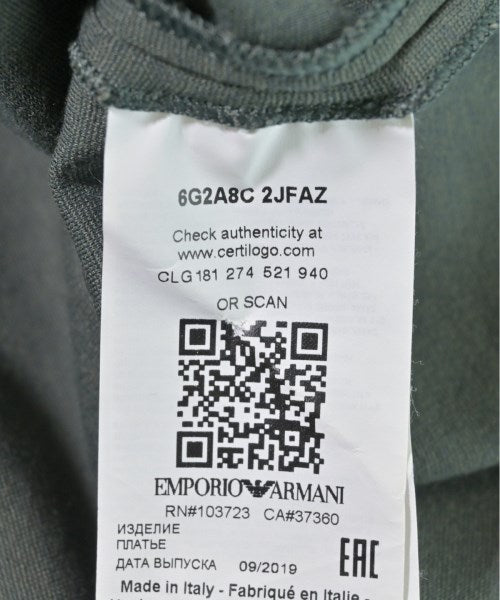 6G2A8C 2JFAZ
Check authenticity at
www.certilogo.com
CLG 181 274 521 940
OR SCAN
EMPORIO ARMANI
RN#103723 CA#37360
ИЗДЕЛИЕ
ПЛАТЬЕ
ДАТА ВЫПУСКА 09/2019
EAC
Made in Italy - Fabriqué en Italie -